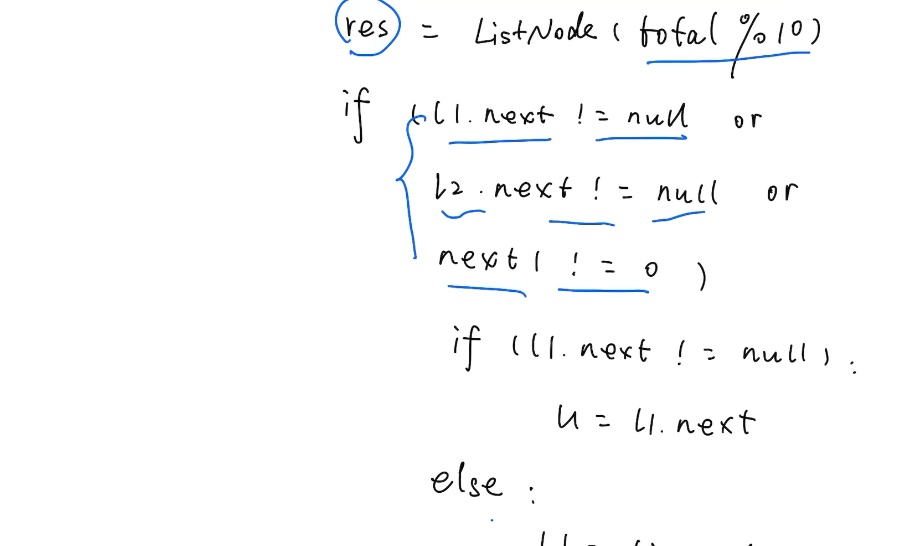 res = ListNode ( total % 10 )
if ( l1.next != null or
l2.next != null or
next1 != 0 )
if ( l1.next != null ) :
l1 = l1.next
else :